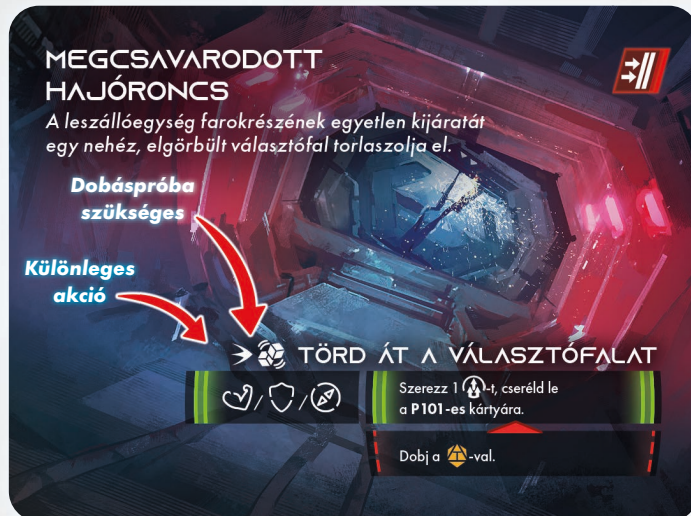 MEGCSAVARODOTT
HAJÓRONCS
A leszállóegység farokrészének egyetlen kijáratát
egy nehéz, elgörbült választófal torlaszolja el.
Dobáspróba
szükséges
Különleges
akció
TÖRD ÁT A VÁLASZTÓFALAT
/ /
Szerezz 1 -t, cseréld le
a P101-es kártyára.
Dobj a -val.